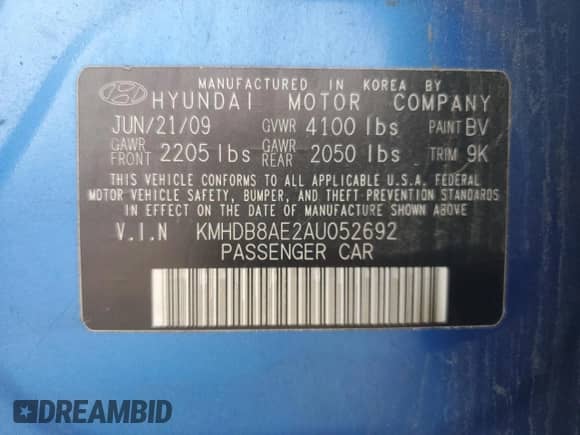 MANUFACTURED IN KOREA BY
HYUNDAI MOTOR COMPANY
JUN/21/09 GVWR 4100 lbs PAINT BV
GAWR FRONT 2205 lbs GAWR REAR 2050 lbs TRIM 9K
THIS VEHICLE CONFORMS TO ALL APPLICABLE U.S.A. FEDERAL
MOTOR VEHICLE SAFETY, BUMPER, AND THEFT PREVENTION STANDARDS
IN EFFECT ON THE DATE OF MANUFACTURE SHOWN ABOVE
V.I.N KMHDB8AE2AU052692
PASSENGER CAR
DREAMBID